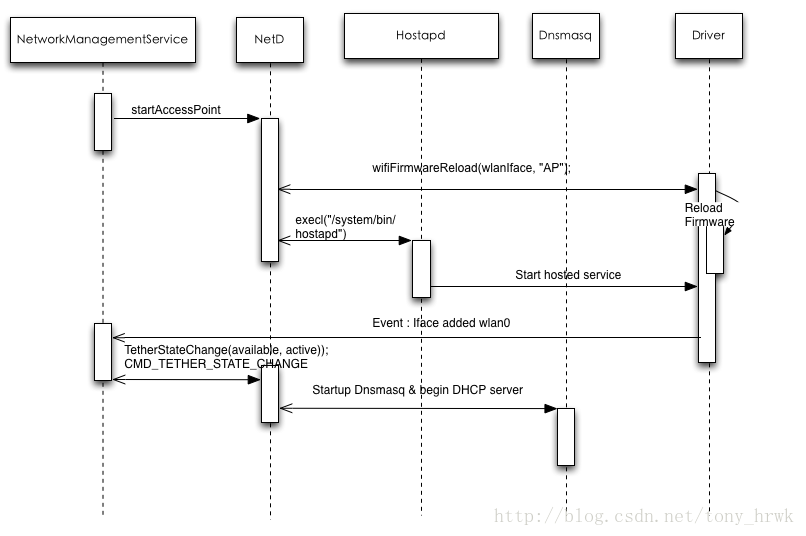 NetworkManagementService
NetD
Hostapd
Dnsmasq
Driver
startAccessPoint
wifiFirmwareReload(wlanIface, "AP");
Reload
Firmware
execl("/system/bin/
hostapd")
Start hosted service
Event : Iface added wlan0
TetherStateChange(available, active));
CMD_TETHER_STATE_CHANGE
Startup Dnsmasq & begin DHCP server
http://blog.csdn.net/tony_hrwk